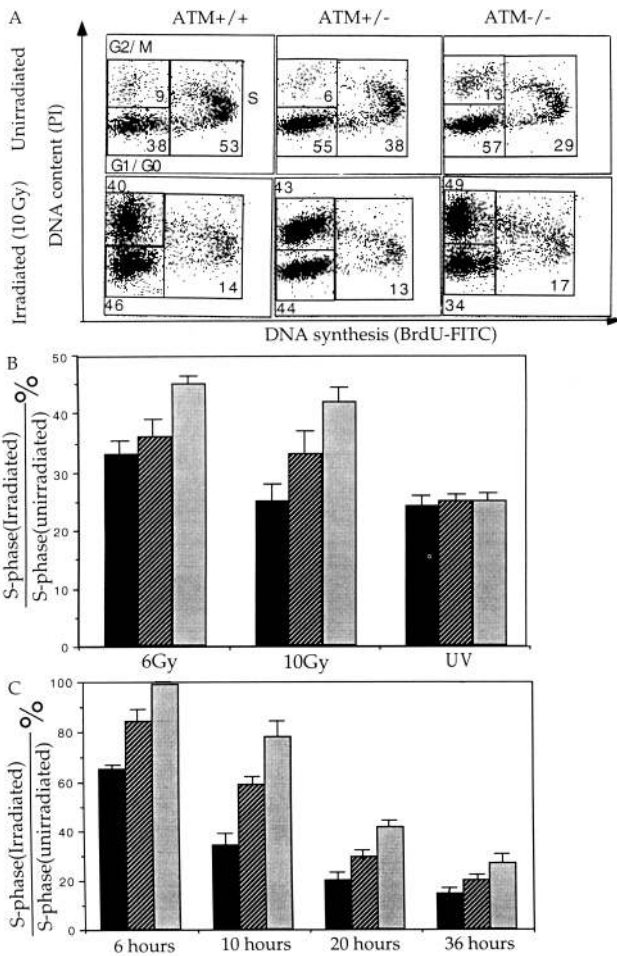 A
ATM+/+ ATM+/- ATM-/-
Unirradiated
Irradiated (10 Gy)
DNA content (PI)
G2/ M
9
S
38 53
G1/ G0
6
55 38
13
57 29
40
14
46
43
13
44
49
17
34
DNA synthesis (BrdU-FITC)
B
S-phase(Irradiated)
S-phase(unirradiated)
%
50
40
30
20
10
0
6Gy 10Gy UV
C
S-phase(Irradiated)
S-phase(unirradiated)
%
100
80
60
40
20
0
6 hours 10 hours 20 hours 36 hours